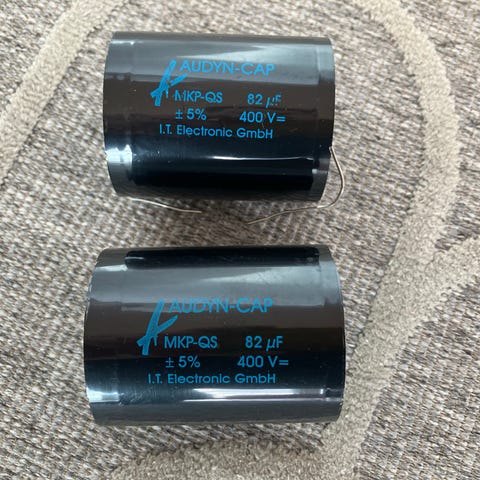 AUDYN-CAP
MKP-QS 82 µF
± 5% 400 V=
I.T. Electronic GmbH
AUDYN-CAP
MKP-QS 82 µF
± 5% 400 V=
I.T. Electronic GmbH